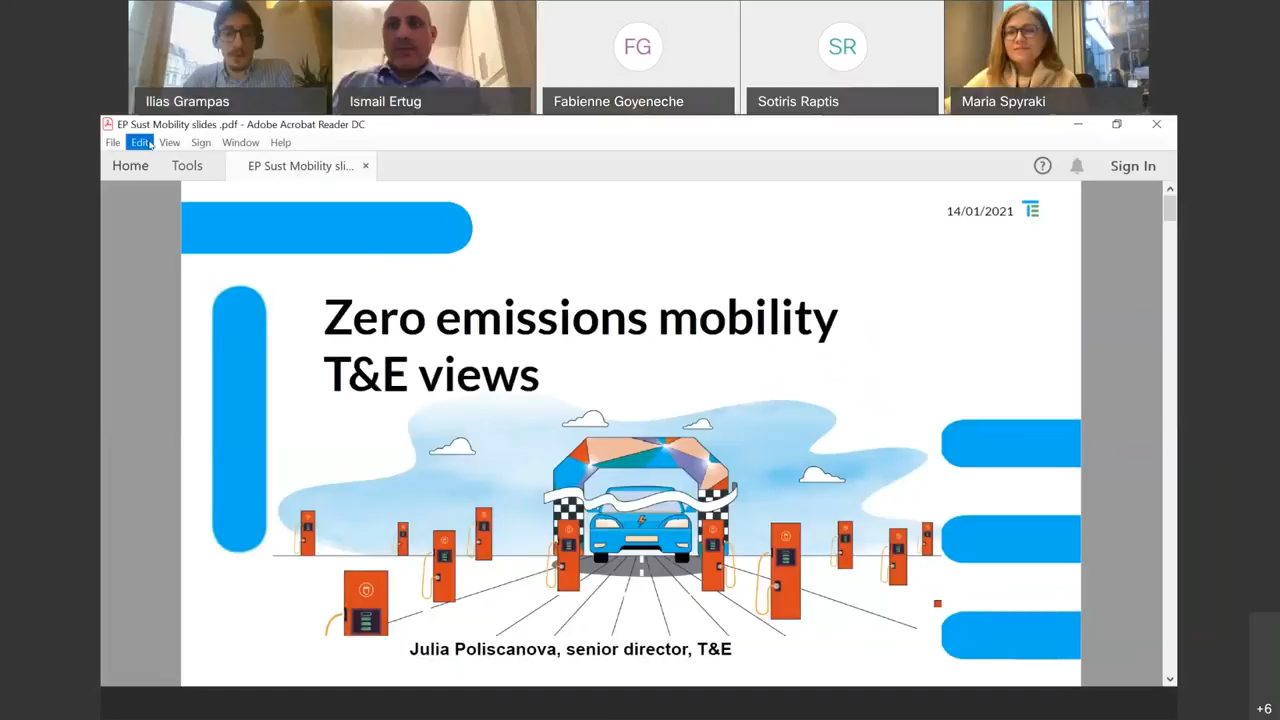 Ilias Grampas
Ismail Ertug
FG
Fabienne Goyeneche
SR
Sotiris Raptis
Maria Spyraki
EP Sust Mobility slides .pdf - Adobe Acrobat Reader DC
File Edit View Sign Window Help
Home Tools EP Sust Mobility sli... × Sign In
14/01/2021 TE
Zero emissions mobility
T&E views
Julia Poliscanova, senior director, T&E
+6